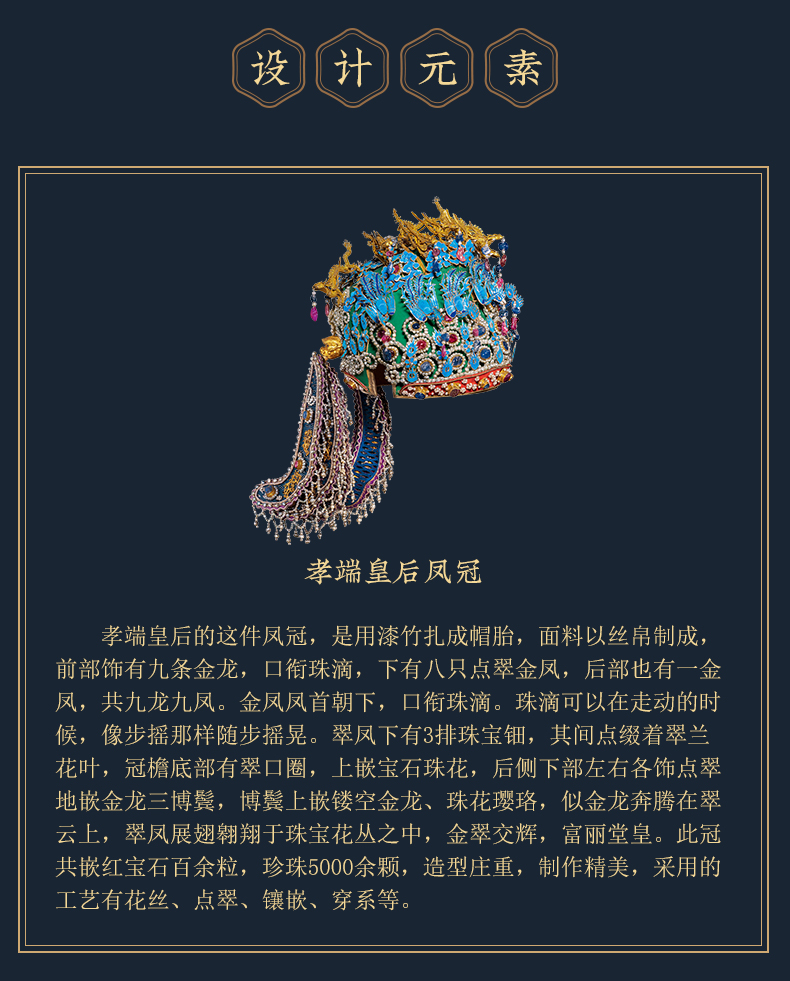 设计元素
孝端皇后凤冠
孝端皇后的这件凤冠，是用漆竹扎成帽胎，面料以丝帛制成，
前部饰有九条金龙，口衔珠滴，下有八只点翠金凤，后部也有一金
凤，共九龙九凤。金凤凤首朝下，口衔珠滴。珠滴可以在走动的时
候，像步摇那样随步摇晃。翠凤下有3排珠宝钿，其间点缀着翠兰
花叶，冠檐底部有翠口圈，上嵌宝石珠花，后侧下部左右各饰点翠
地嵌金龙三博鬓，博鬓上嵌镂空金龙、珠花璎珞，似金龙奔腾在翠
云上，翠凤展翅翱翔于珠宝花丛之中，金翠交辉，富丽堂皇。此冠
共嵌红宝石百余粒，珍珠5000余颗，造型庄重，制作精美，采用的
工艺有花丝、点翠、镶嵌、穿系等。